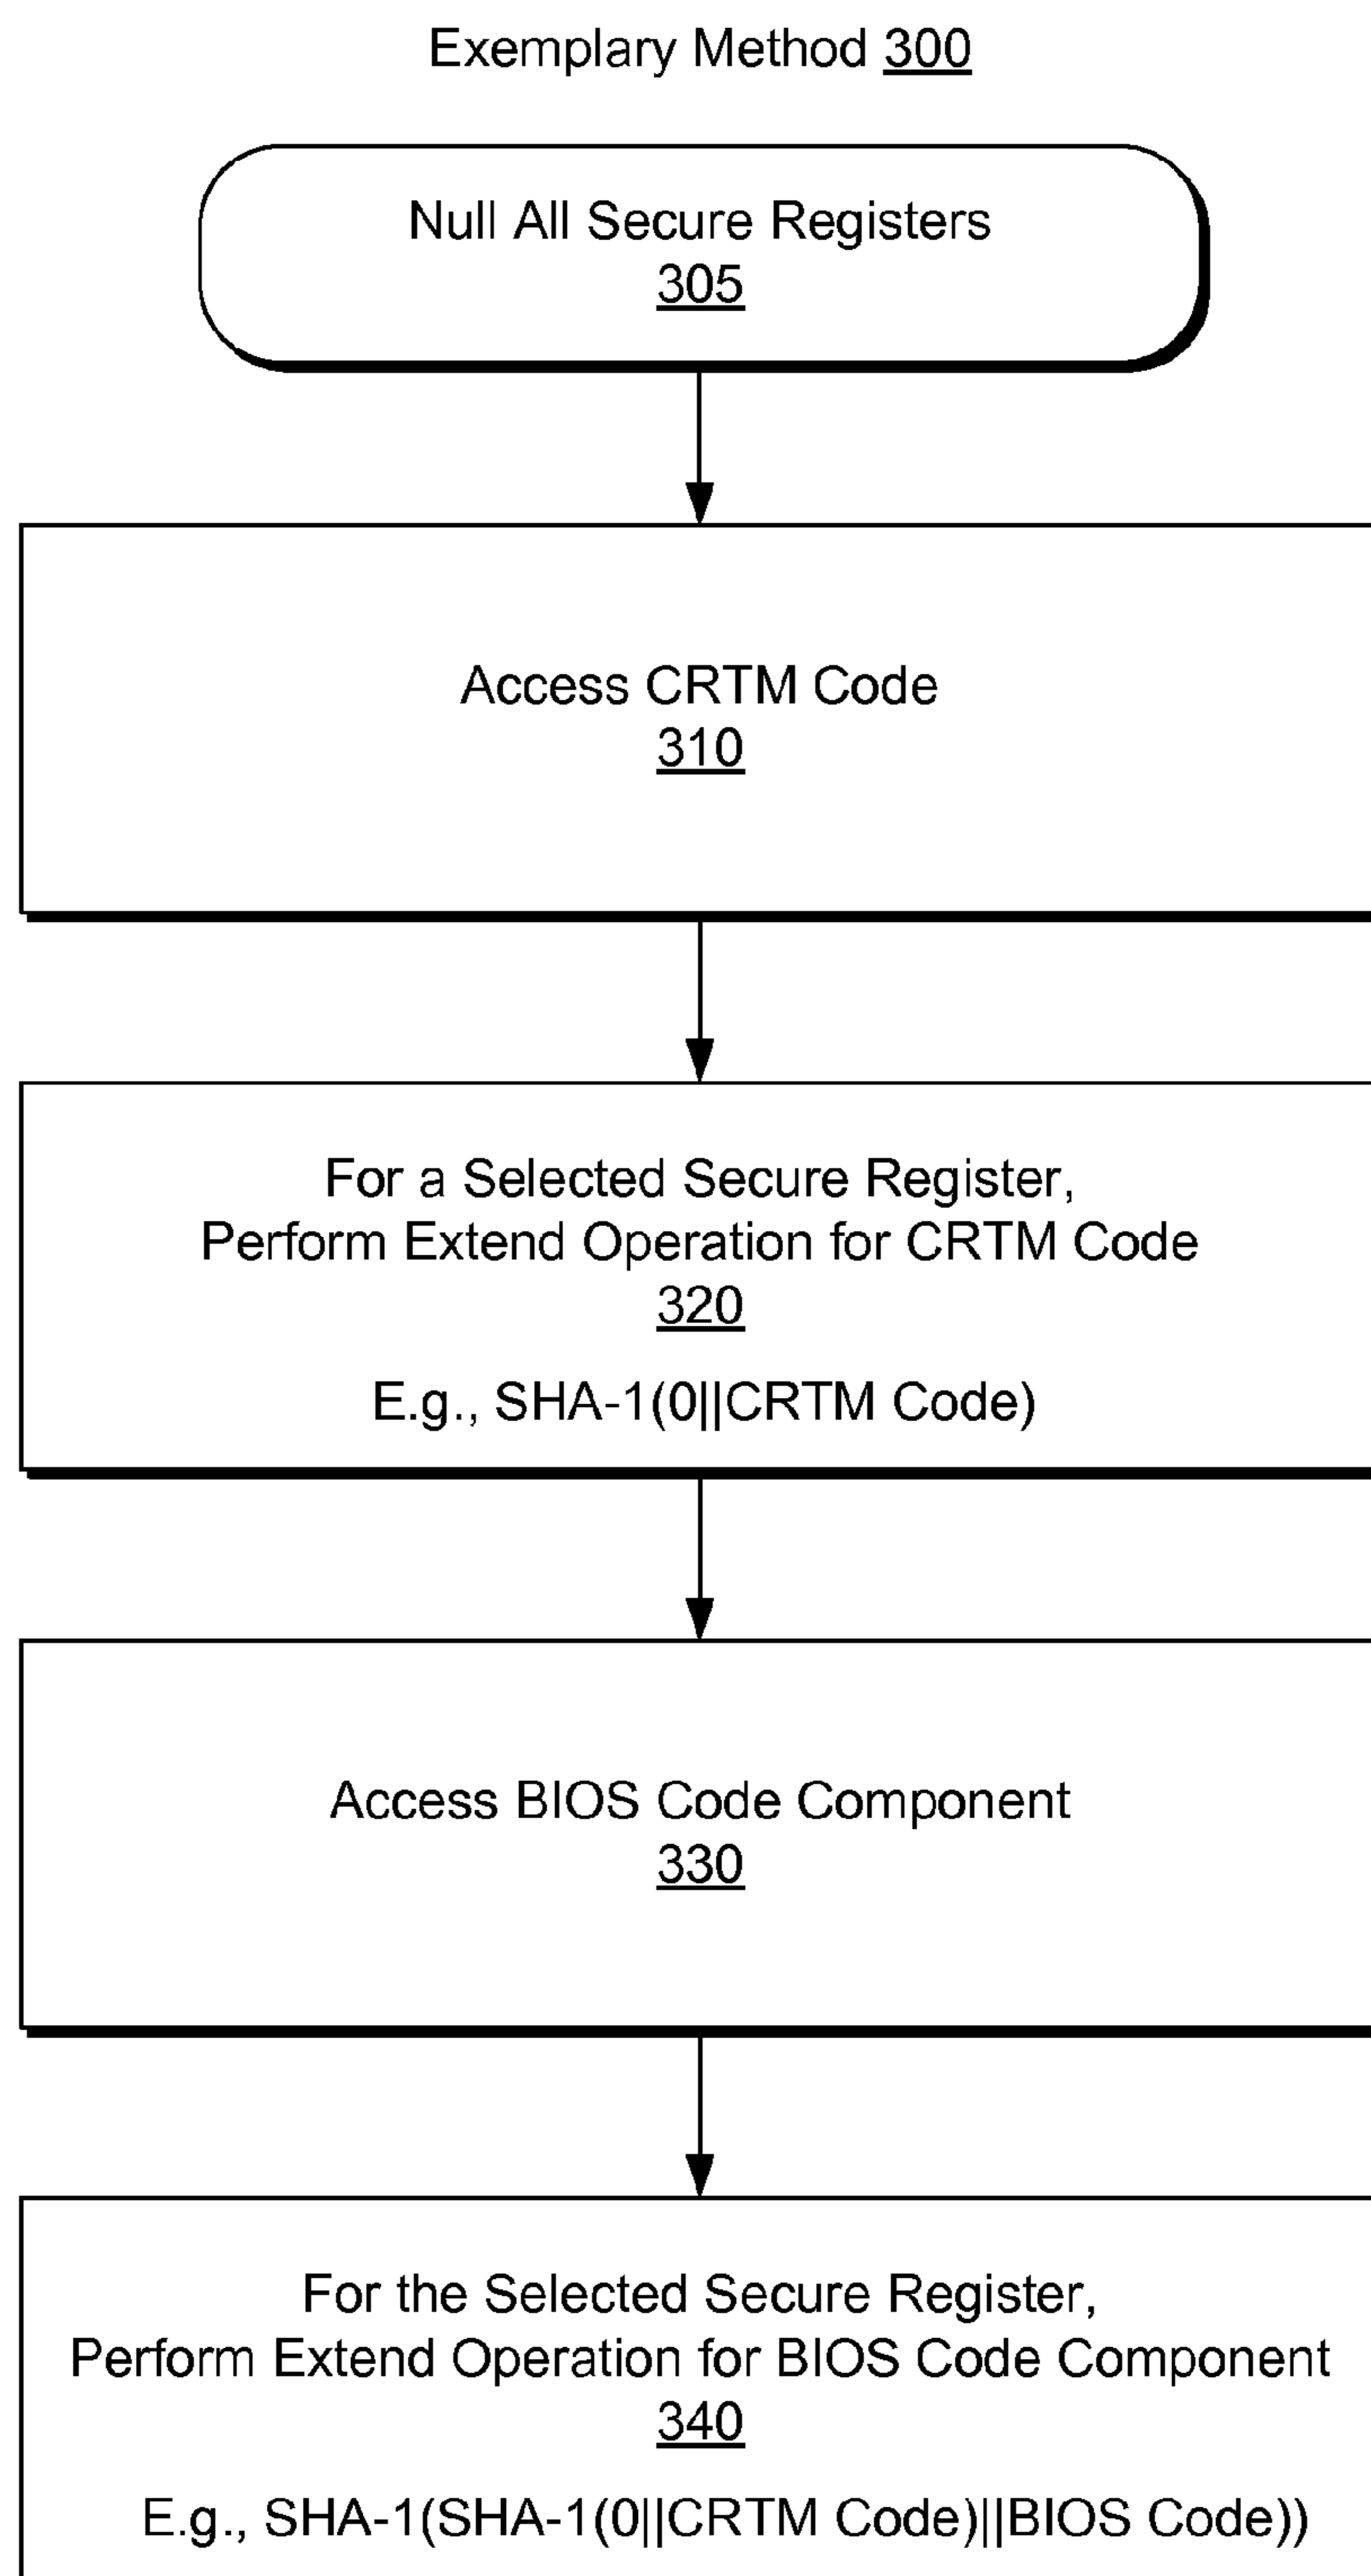 Exemplary Method 300
Null All Secure Registers
305
Access CRTM Code
310
For a Selected Secure Register,
Perform Extend Operation for CRTM Code
320
E.g., SHA-1(0||CRTM Code)
Access BIOS Code Component
330
For the Selected Secure Register,
Perform Extend Operation for BIOS Code Component
340
E.g., SHA-1(SHA-1(0||CRTM Code)||BIOS Code))